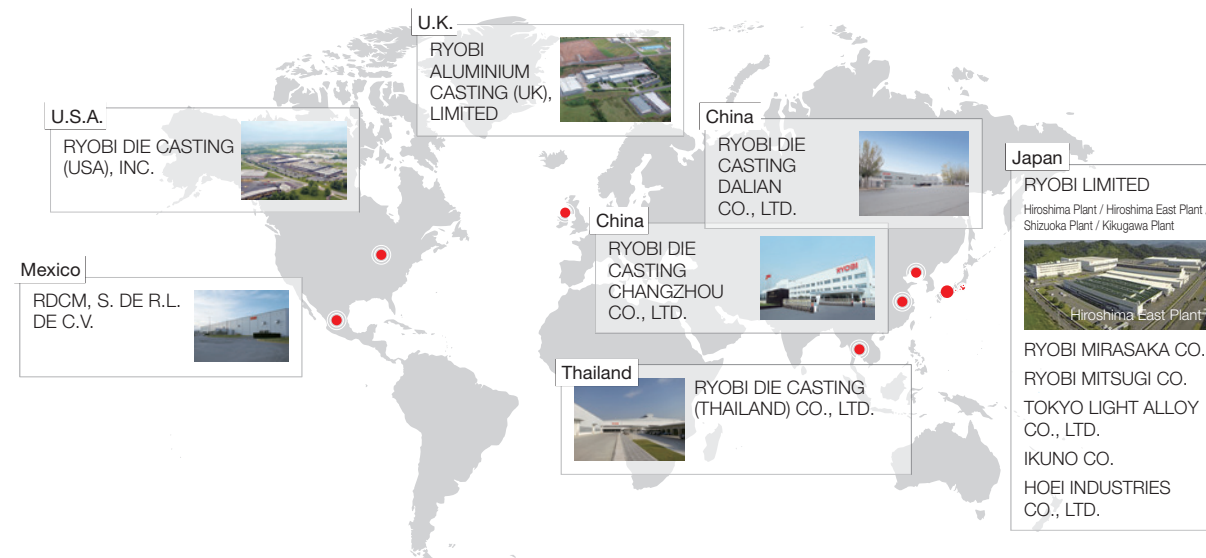 U.K.
RYOBI
ALUMINIUM
CASTING (UK),
LIMITED
U.S.A.
RYOBI DIE CASTING
(USA), INC.
China
RYOBI DIE
CASTING
DALIAN
CO., LTD.
Japan
RYOBI LIMITED
Hiroshima Plant / Hiroshima East Plant /
Shizuoka Plant / Kikugawa Plant
Hiroshima East Plant
RYOBI MIRASAKA CO.
RYOBI MITSUGI CO.
TOKYO LIGHT ALLOY
CO., LTD.
IKUNO CO.
HOEI INDUSTRIES
CO., LTD.
China
RYOBI DIE
CASTING
CHANGZHOU
CO., LTD.
RYOBI
Mexico
RDCM, S. DE R.L.
DE C.V.
Thailand
RYOBI DIE CASTING
(THAILAND) CO., LTD.